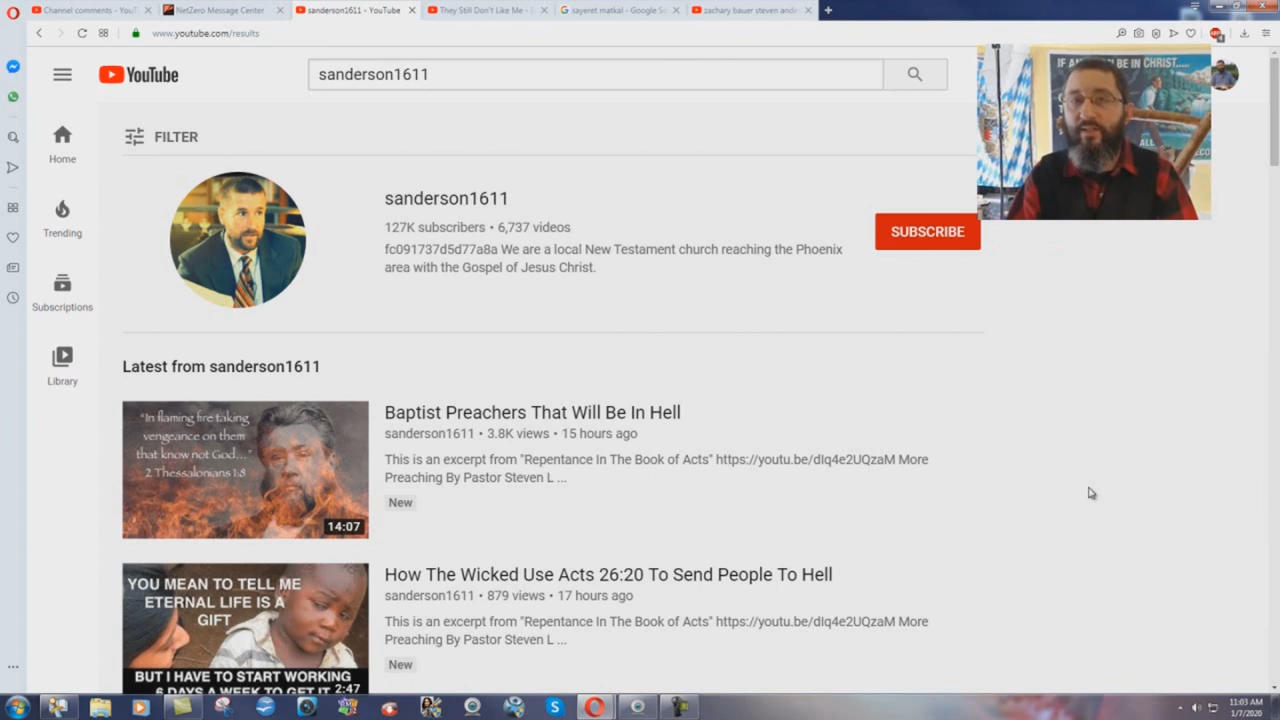 Channel comments - YouT
NetZero Message Center
sanderson1611 - YouTube
They Still Don't Like Me -
sayeret matkal - Google Se
zachary bauer steven ande
www.youtube.com/results
YouTube
sanderson1611
FILTER
Home
Trending
Subscriptions
Library
sanderson1611
127K subscribers • 6,737 videos
fc091737d5d77a8a We are a local New Testament church reaching the Phoenix
area with the Gospel of Jesus Christ.
SUBSCRIBE
IF AN BE IN CHRIST.....
Latest from sanderson1611
"In flaming fire taking
vengeance on them
that know not God..."
2 Thessalonians 1:8
14:07
Baptist Preachers That Will Be In Hell
sanderson1611 • 3.8K views • 15 hours ago
This is an excerpt from "Repentance In The Book of Acts" https://youtu.be/dIq4e2UQzaM More
Preaching By Pastor Steven L ...
New
YOU MEAN TO TELL ME
ETERNAL LIFE IS A
GIFT
BUT I HAVE TO START WORKING
6 DAYS A WEEK TO GET IT
2:47
How The Wicked Use Acts 26:20 To Send People To Hell
sanderson1611 • 879 views • 17 hours ago
This is an excerpt from "Repentance In The Book of Acts" https://youtu.be/dIq4e2UQzaM More
Preaching By Pastor Steven L ...
New
11:03 AM
1/7/2020